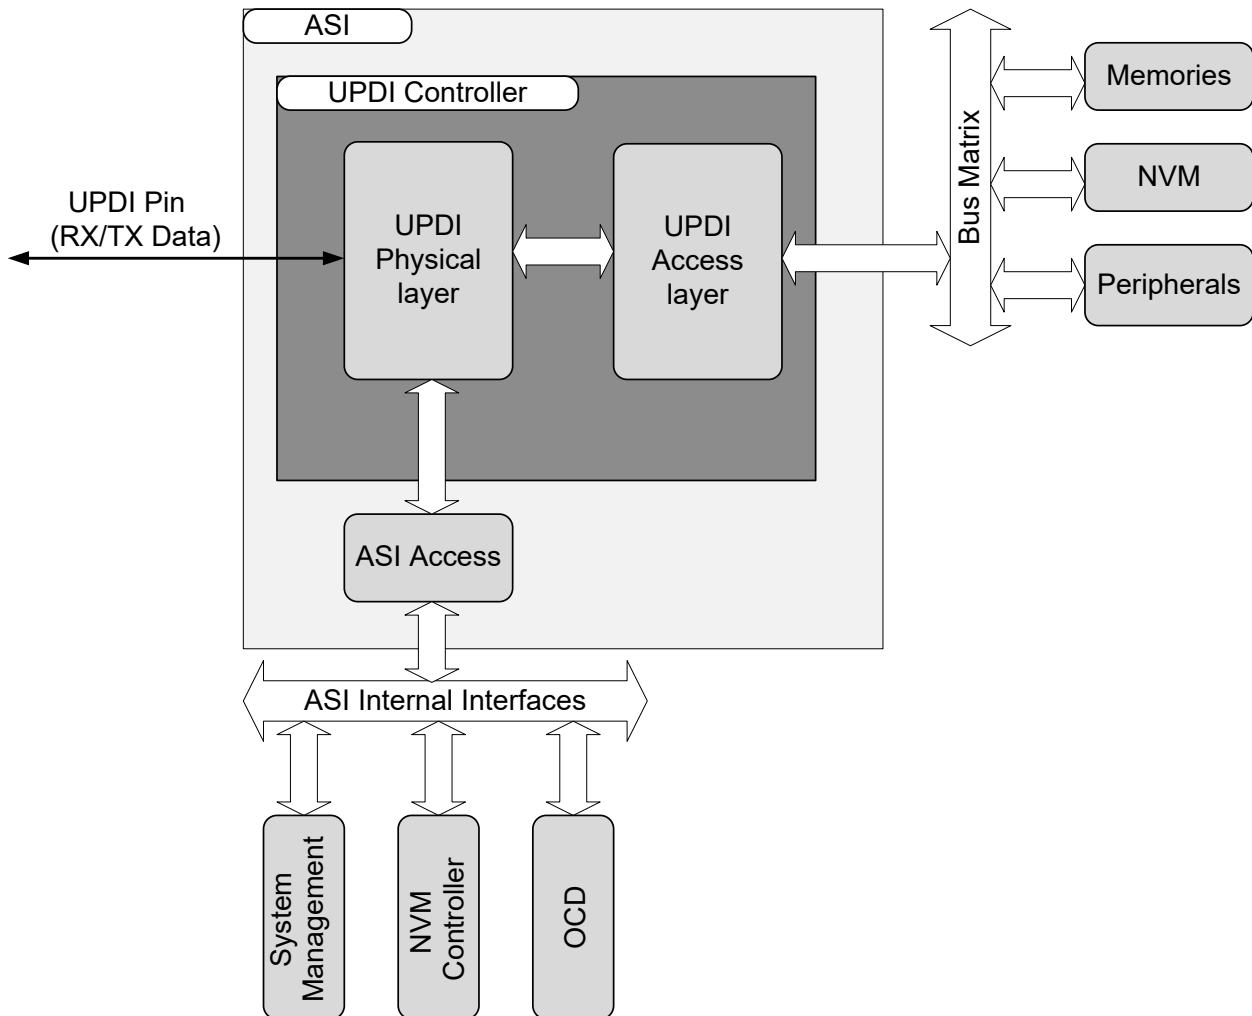 ASI
UPDI Controller
UPDI Pin
(RX/TX Data)
UPDI
Physical
layer
UPDI
Access
layer
Bus Matrix
Memories
NVM
Peripherals
ASI Access
ASI Internal Interfaces
System
Management
NVM
Controller
OCD